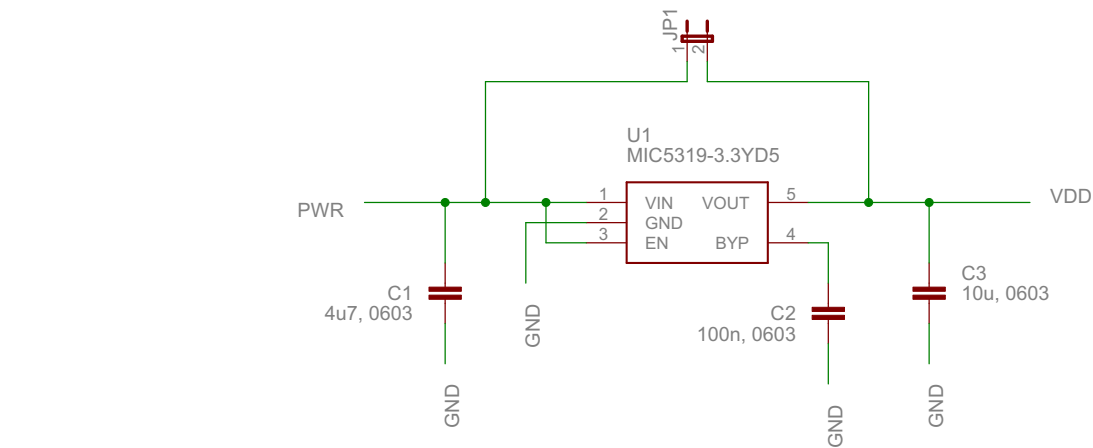 JP1
1
2
U1
MIC5319-3.3YD5
PWR
1
VIN
VOUT
5
VDD
2
GND
3
EN
BYP
4
C1
4u7, 0603
GND
C2
100n, 0603
C3
10u, 0603
GND
GND
GND